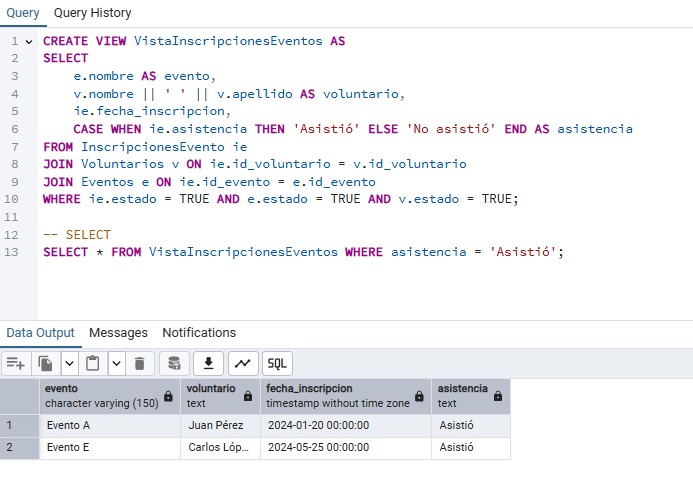 Query Query History
1 CREATE VIEW VistaInscripcionesEventos AS
2 SELECT
3 e.nombre AS evento,
4 v.nombre || ' ' || v.apellido AS voluntario,
5 ie.fecha_inscripcion,
6 CASE WHEN ie.asistencia THEN 'Asistió' ELSE 'No asistió' END AS asistencia
7 FROM InscripcionesEvento ie
8 JOIN Voluntarios v ON ie.id_voluntario = v.id_voluntario
9 JOIN Eventos e ON ie.id_evento = e.id_evento
10 WHERE ie.estado = TRUE AND e.estado = TRUE AND v.estado = TRUE;
11
12 -- SELECT
13 SELECT * FROM VistaInscripcionesEventos WHERE asistencia = 'Asistió';
Data Output Messages Notifications
SQL
evento voluntario fecha_inscripcion asistencia
character varying (150) text timestamp without time zone text
1 Evento A Juan Pérez 2024-01-20 00:00:00 Asistió
2 Evento E Carlos Lóp... 2024-05-25 00:00:00 Asistió